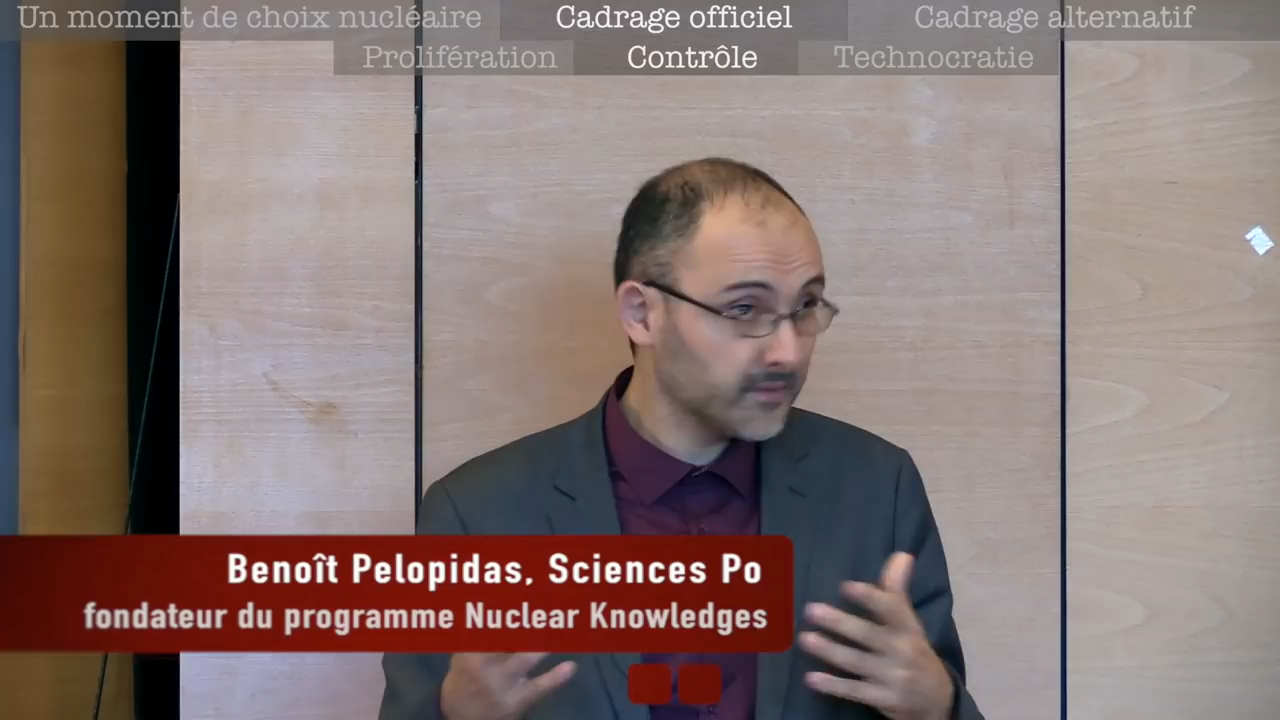 Un moment de choix nucléaire
Cadrage officiel
Cadrage alternatif
Prolifération
Contrôle
Technocratie
Benoît Pelopidas, Sciences Po
fondateur du programme Nuclear Knowledges